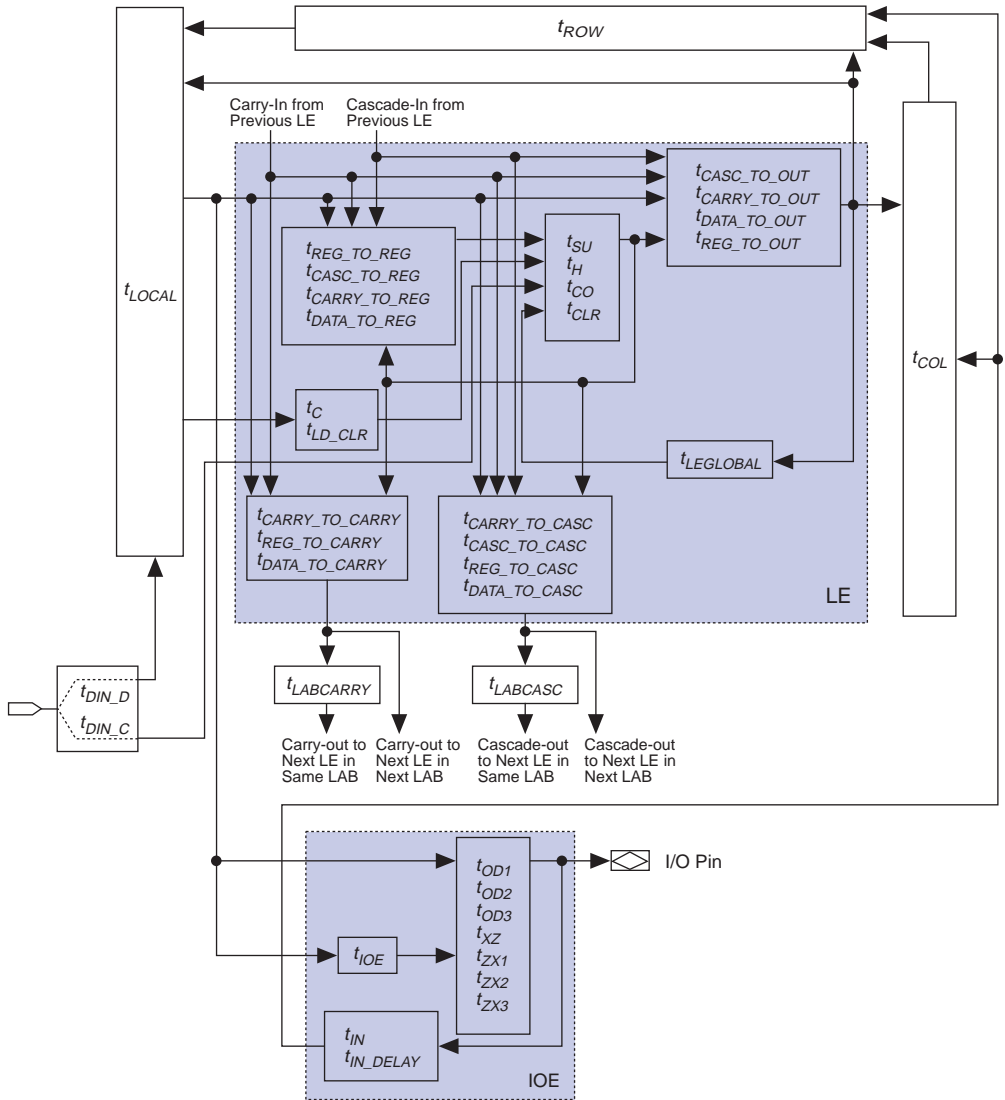 tROW
Carry-In from
Previous LE
Cascade-In from
Previous LE
tCASC_TO_OUT
tCARRY_TO_OUT
tDATA_TO_OUT
tREG_TO_OUT
tREG_TO_REG
tCASC_TO_REG
tCARRY_TO_REG
tDATA_TO_REG
tSU
tH
tCO
tCLR
tLOCAL
tCOL
tC
tLD_CLR
tLEGLOBAL
tCARRY_TO_CARRY
tREG_TO_CARRY
tDATA_TO_CARRY
tCARRY_TO_CASC
tCASC_TO_CASC
tREG_TO_CASC
tDATA_TO_CASC
LE
tDIN_D
tDIN_C
tLABCARRY
tLABCASC
Carry-out to
Next LE in
Same LAB
Carry-out to
Next LE in
Next LAB
Cascade-out
to Next LE in
Same LAB
Cascade-out
to Next LE in
Next LAB
tOD1
tOD2
tOD3
tXZ
tZX1
tZX2
tZX3
I/O Pin
tIOE
tIN
tIN_DELAY
IOE